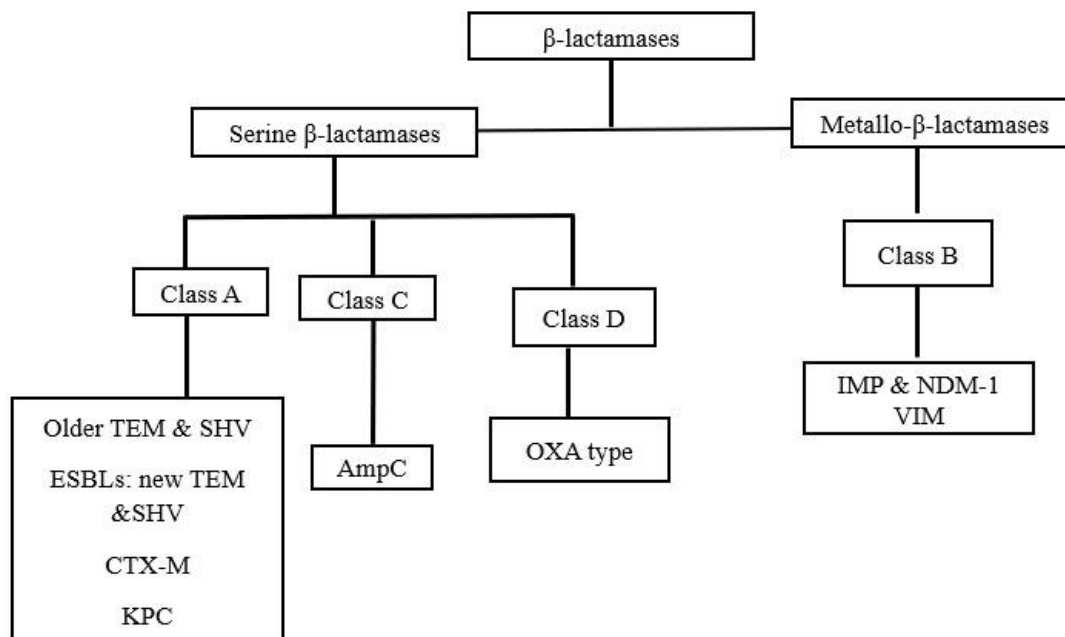 β-lactamases
Serine β-lactamases
Metallo-β-lactamases
Class A
Class C
Class D
Class B
Older TEM & SHV
ESBLs: new TEM
&SHV
CTX-M
KPC
AmpC
OXA type
IMP & NDM-1
VIM